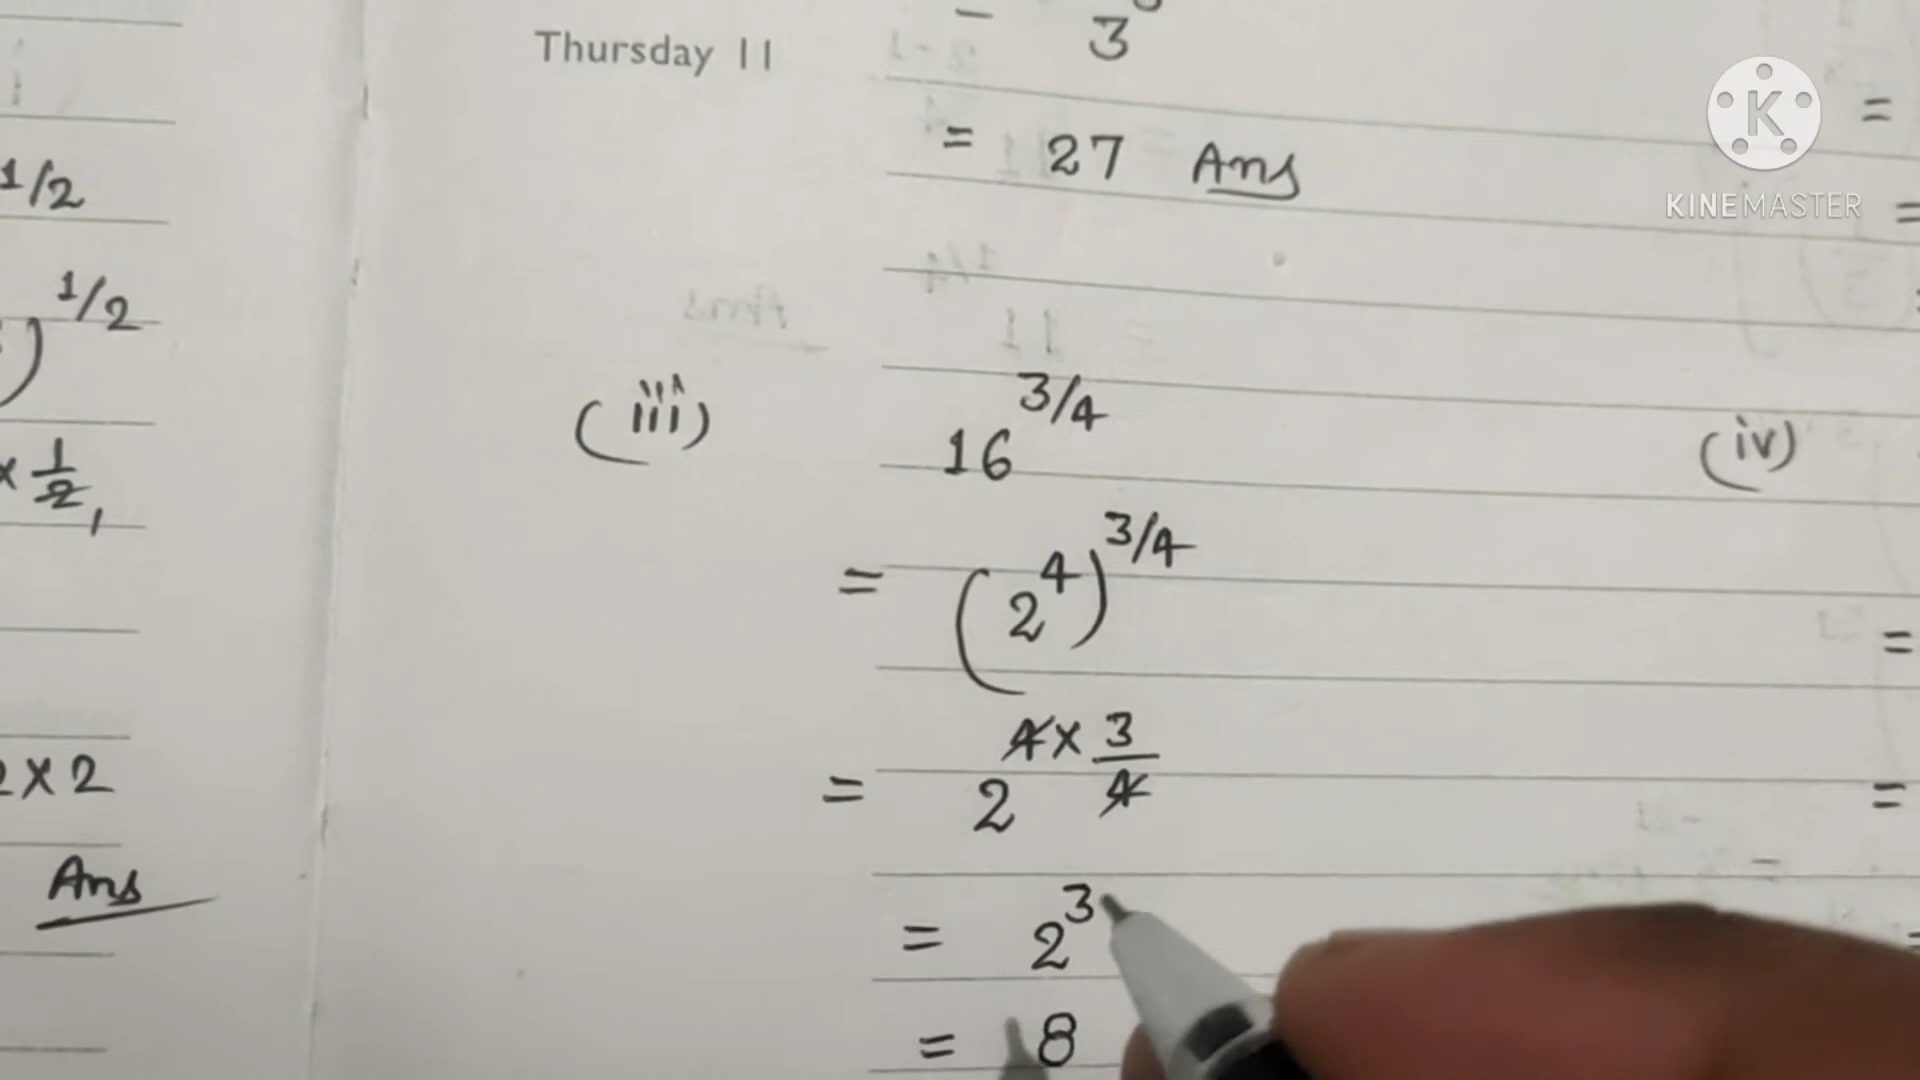 1/2
)^1/2
× 1/2,
2 × 2
Ans
Thursday 11
= 3
= 27 Ans
(iii) 16^3/4
= (2^4)^3/4
= 2^4×3/4
= 2^3
= 8
(iv)
=
=
=
=
K
KINEMASTER